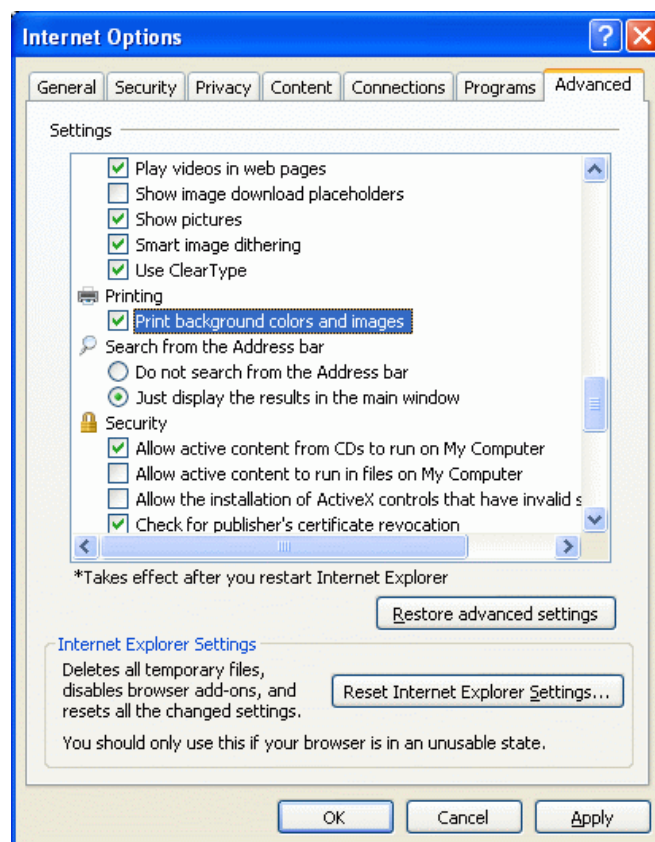 Internet Options
General Security Privacy Content Connections Programs Advanced
Settings
Play videos in web pages
Show image download placeholders
Show pictures
Smart image dithering
Use ClearType
Printing
Print background colors and images
Search from the Address bar
Do not search from the Address bar
Just display the results in the main window
Security
Allow active content from CDs to run on My Computer
Allow active content to run in files on My Computer
Allow the installation of ActiveX controls that have invalid s
Check for publisher's certificate revocation
*Takes effect after you restart Internet Explorer
Restore advanced settings
Internet Explorer Settings
Deletes all temporary files,
disables browser add-ons, and
resets all the changed settings.
Reset Internet Explorer Settings...
You should only use this if your browser is in an unusable state.
OK Cancel Apply